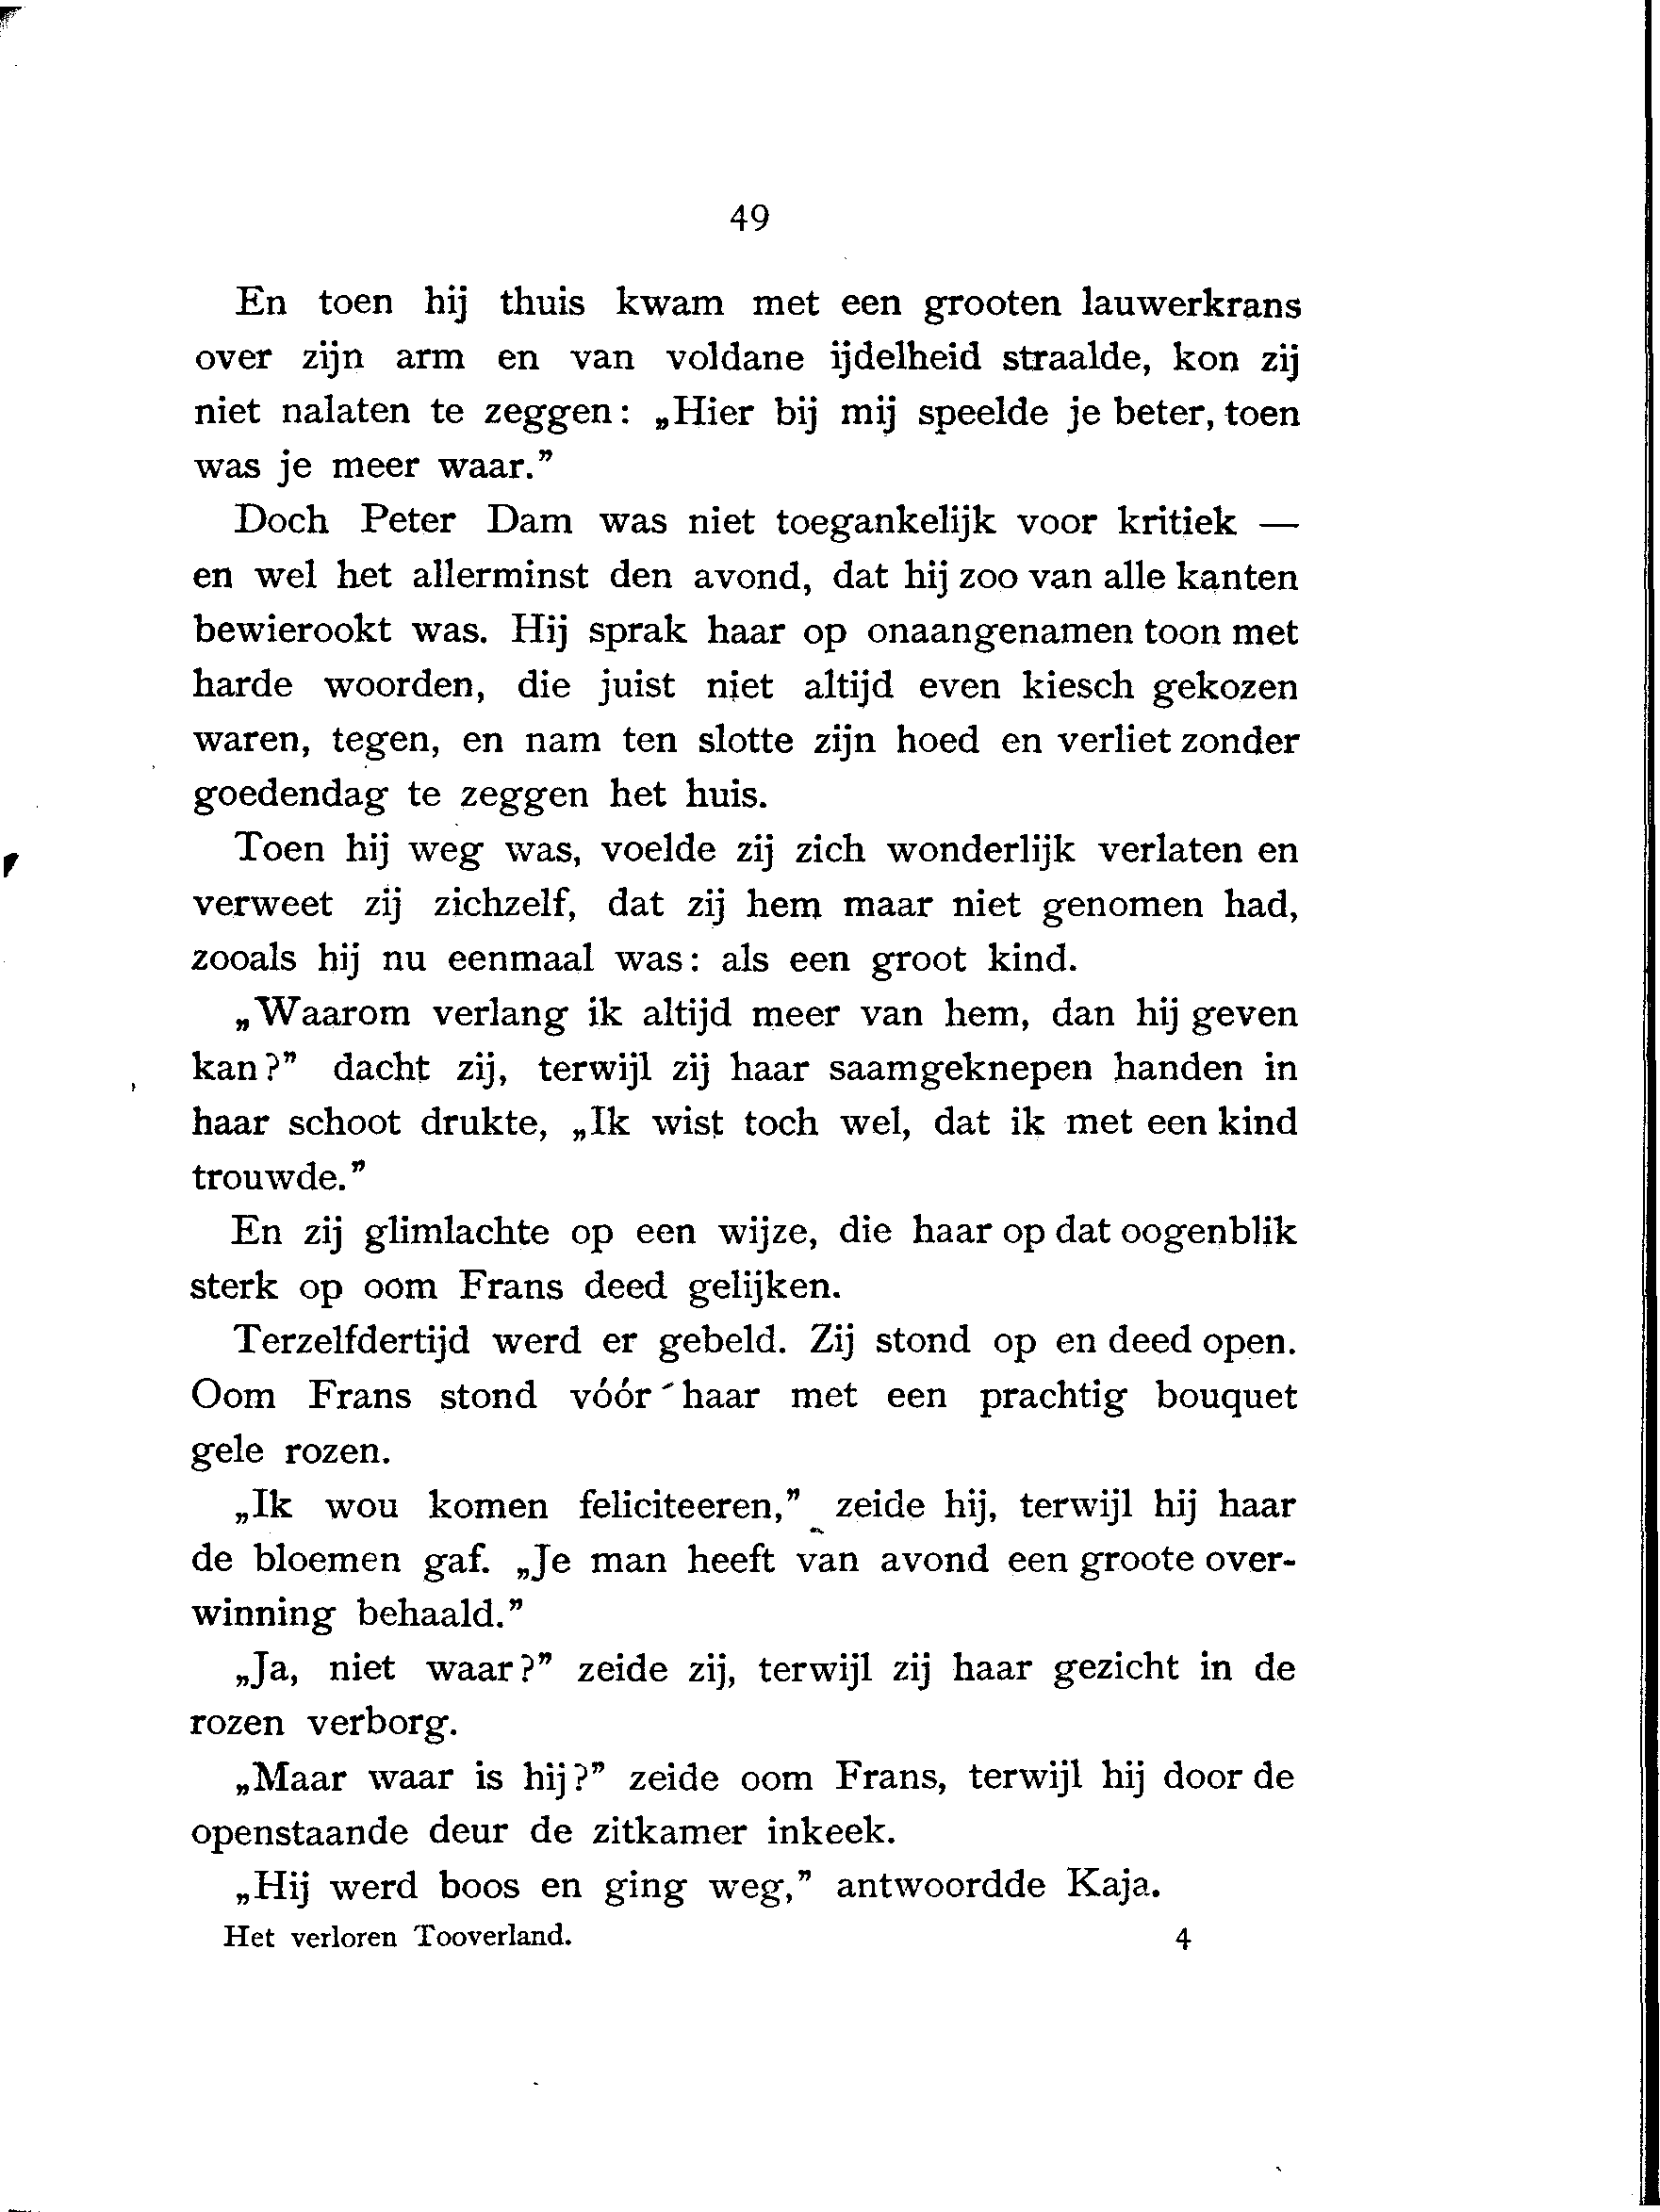 49
En toen hij thuis kwam met een grooten lauwerkrans
over zijn arm en van voldane ijdelheid straalde, kon zij
niet nalaten te zeggen: „Hier bij mij speelde je beter, toen
was je meer waar.”
Doch Peter Dam was niet toegankelijk voor kritiek —
en wel het allerminst den avond, dat hij zoo van alle kanten
bewierookt was. Hij sprak haar op onaangenamen toon met
harde woorden, die juist niet altijd even kiesch gekozen
waren, tegen, en nam ten slotte zijn hoed en verliet zonder
goedendag te zeggen het huis.
Toen hij weg was, voelde zij zich wonderlijk verlaten en
verweet zij zichzelf, dat zij hem maar niet genomen had,
zooals hij nu eenmaal was: als een groot kind.
„Waarom verlang ik altijd meer van hem, dan hij geven
kan?” dacht zij, terwijl zij haar saamgeknepen handen in
haar schoot drukte, „Ik wist toch wel, dat ik met een kind
trouwde.”
En zij glimlachte op een wijze, die haar op dat oogenblik
sterk op oom Frans deed gelijken.
Terzelfdertijd werd er gebeld. Zij stond op en deed open.
Oom Frans stond vóór haar met een prachtig bouquet
gele rozen.
„Ik wou komen feliciteeren,” zeide hij, terwijl hij haar
de bloemen gaf. „Je man heeft van avond een groote over-
winning behaald.”
„Ja, niet waar?” zeide zij, terwijl zij haar gezicht in de
rozen verborg.
„Maar waar is hij?” zeide oom Frans, terwijl hij door de
openstaande deur de zitkamer inkeek.
„Hij werd boos en ging weg,” antwoordde Kaja.
Het verloren Tooverland. 4